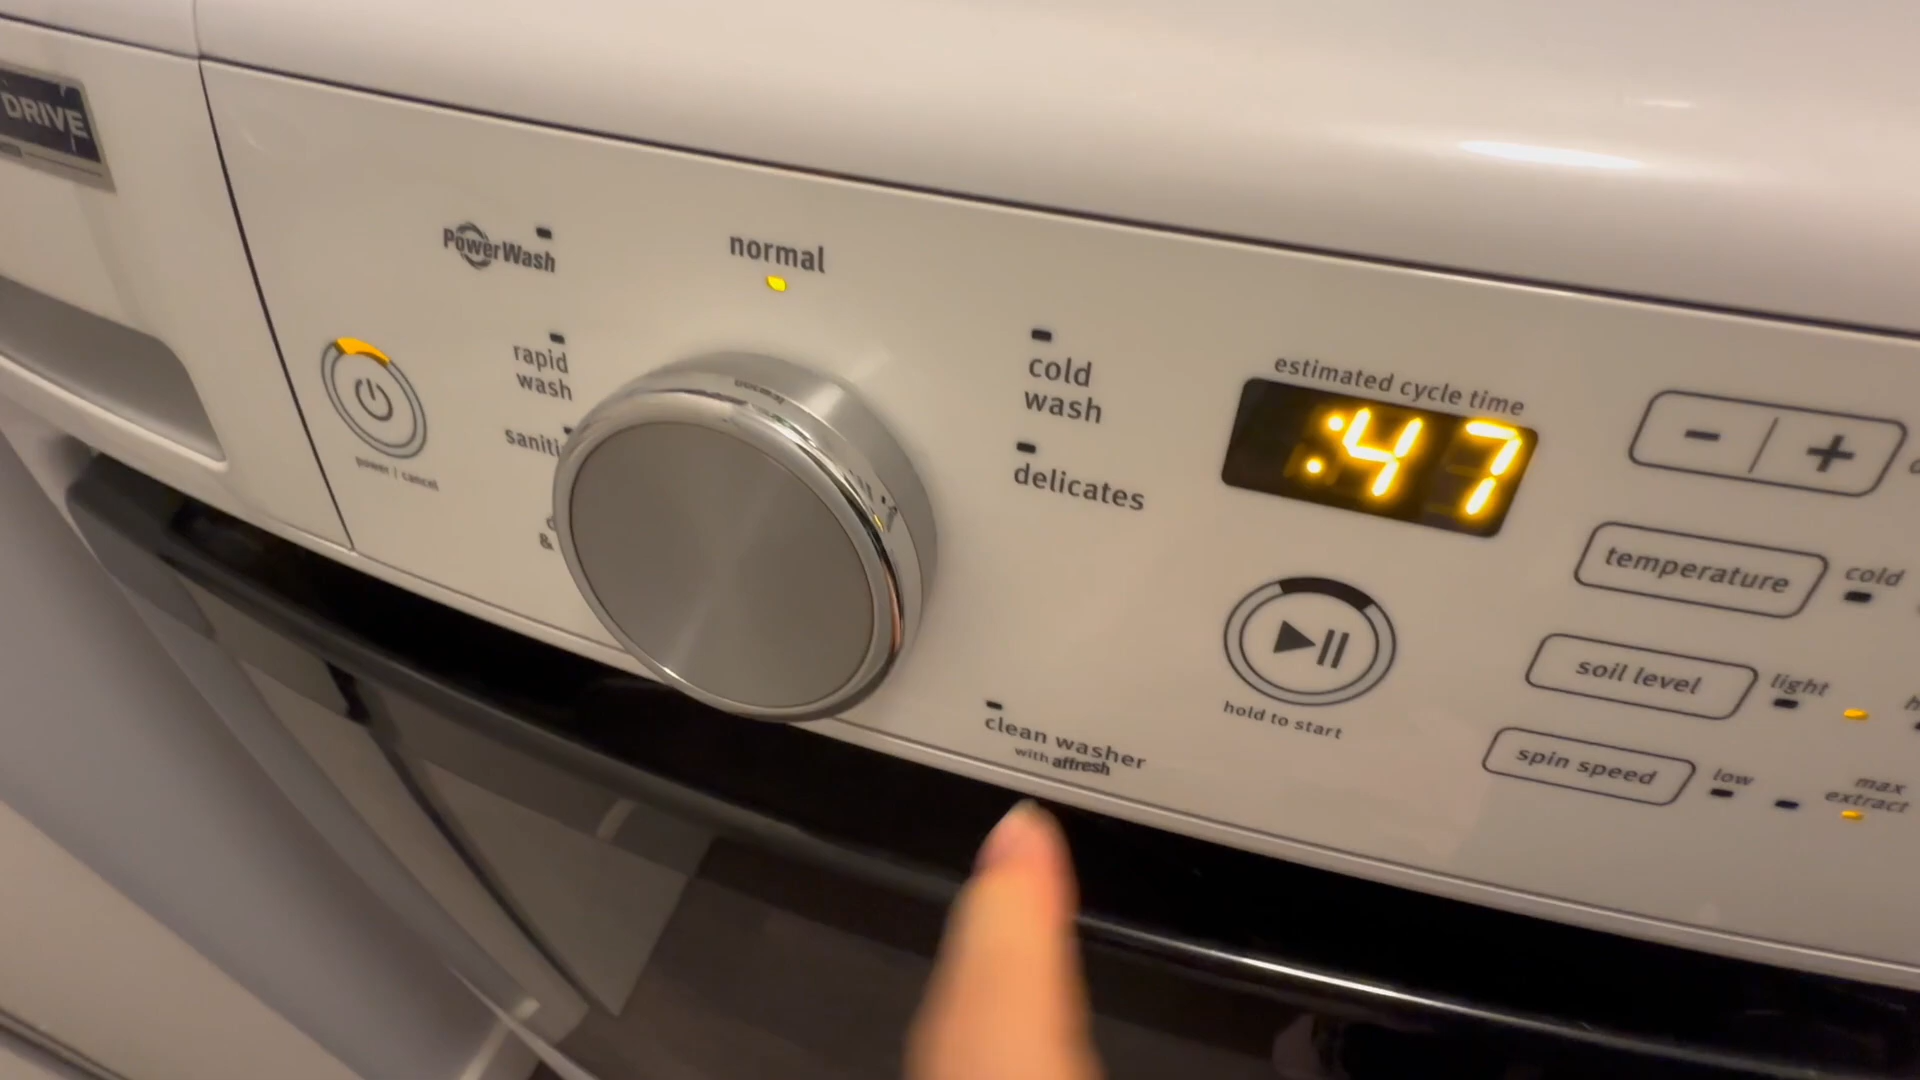 DRIVE
PowerWash
normal
rapid
wash
cold
wash
delicates
&
power / cancel
clean washer
with affresh
estimated cycle time
:47
hold to start
- +
temperature
cold
soil level
light
spin speed
low
max
extract